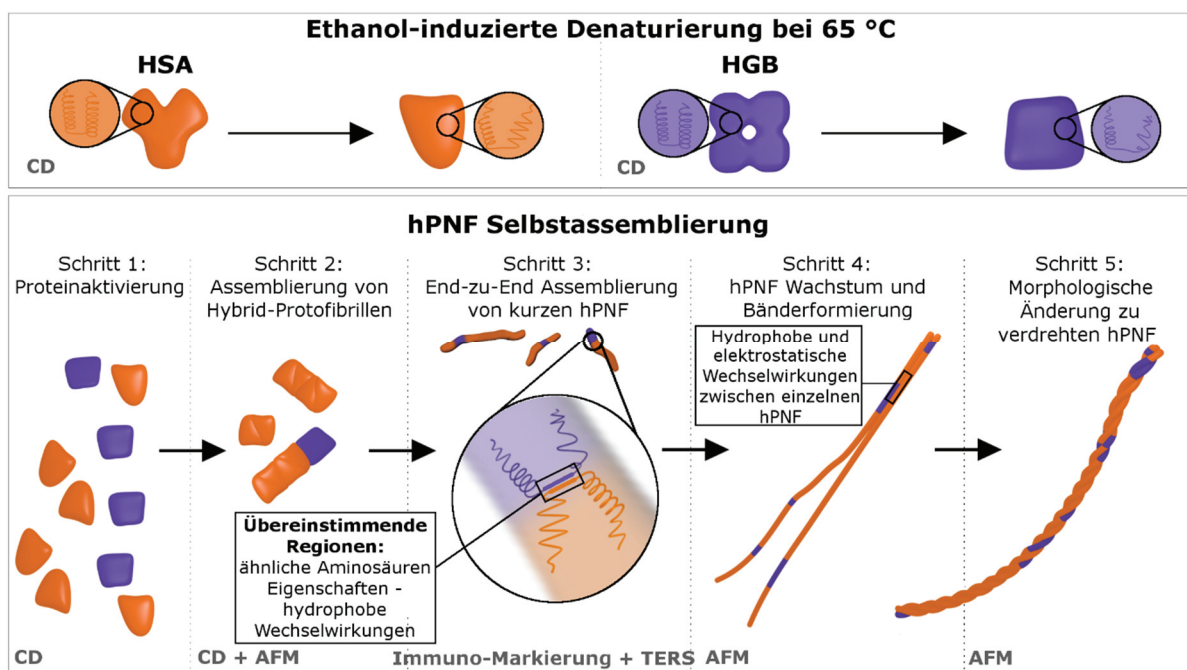 Ethanol-induzierte Denaturierung bei 65 °C
HSA
HGB
CD
CD
hPNF Selbstassemblierung
Schritt 1:
Proteinaktivierung
Schritt 2:
Assemblierung von
Hybrid-Protofibrillen
Schritt 3:
End-zu-End Assemblierung
von kurzen hPNF
Schritt 4:
hPNF Wachstum und
Bänderformierung
Schritt 5:
Morphologische
Änderung zu
verdrehten hPNF
Hydrophobe und
elektrostatische
Wechselwirkungen
zwischen einzelnen
hPNF
Übereinstimmende
Regionen:
ähnliche Aminosäuren
Eigenschaften -
hydrophobe
Wechselwirkungen
CD
CD + AFM
Immuno-Markierung + TERS
AFM
AFM